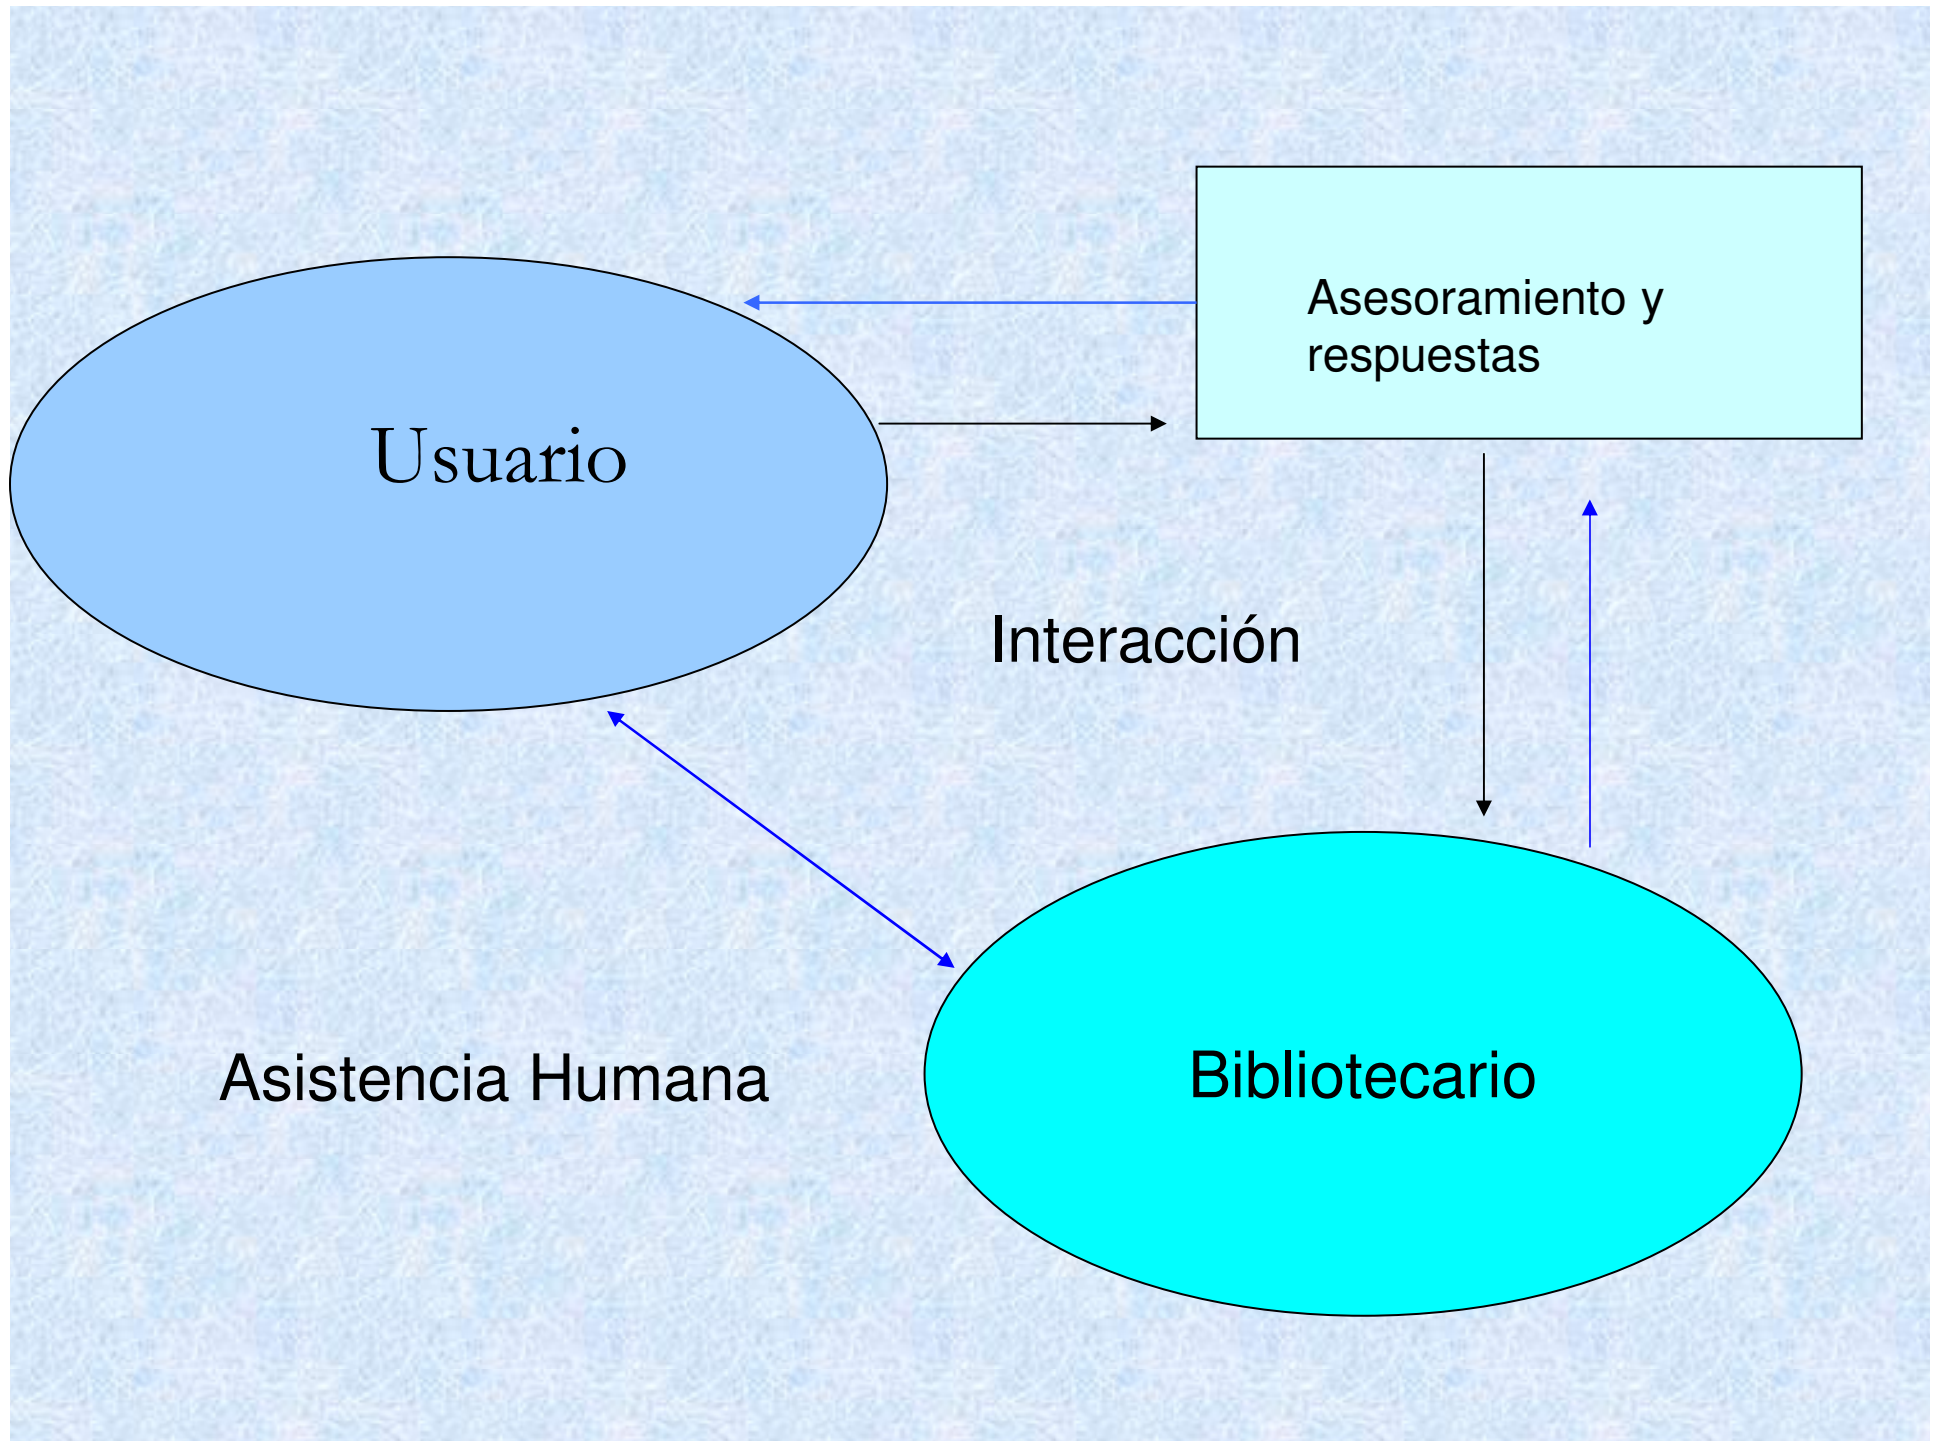 Asesoramiento y
respuestas
Usuario
Interacción
Asistencia Humana
Bibliotecario